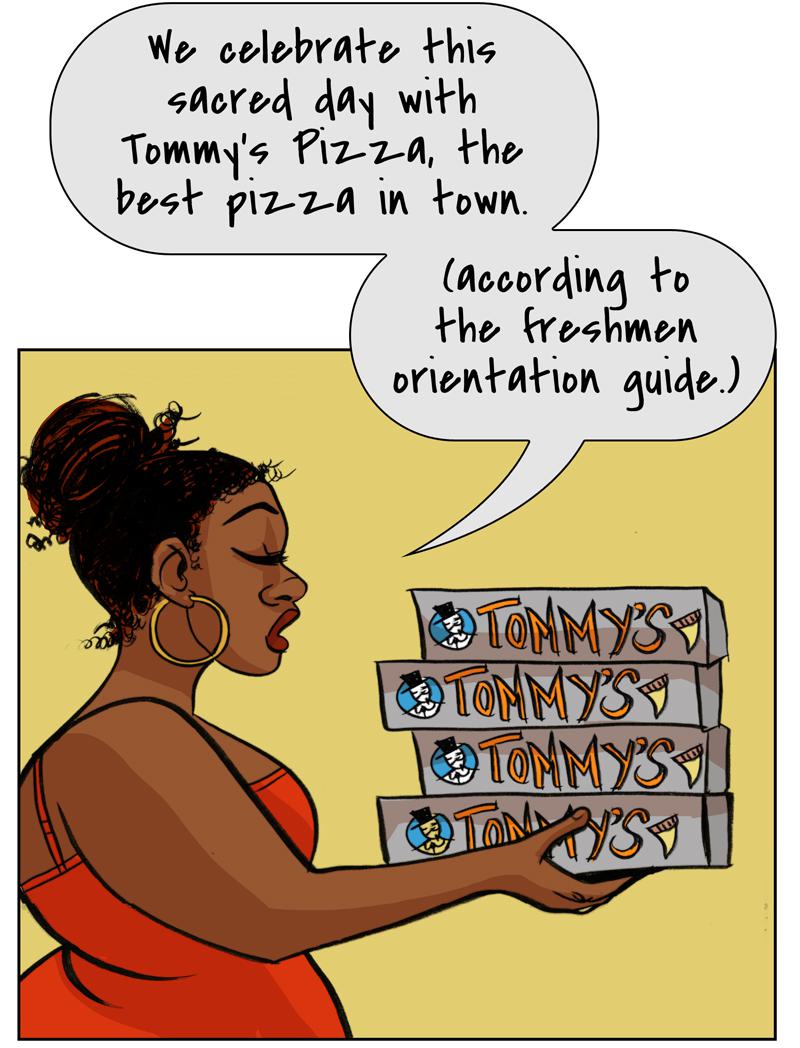 We celebrate this
sacred day with
Tommy's Pizza, the
best pizza in town.
(according to
the freshmen
orientation guide.)
TOMMY'S
TOMMY'S
TOMMY'S
TOMMY'S